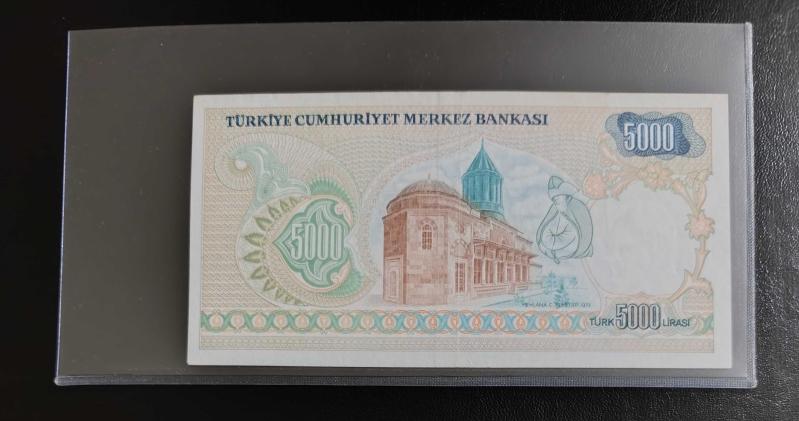 TÜRKİYE CUMHURİYET MERKEZ BANKASI
5000
5000
TÜRK 5000 LİRASI